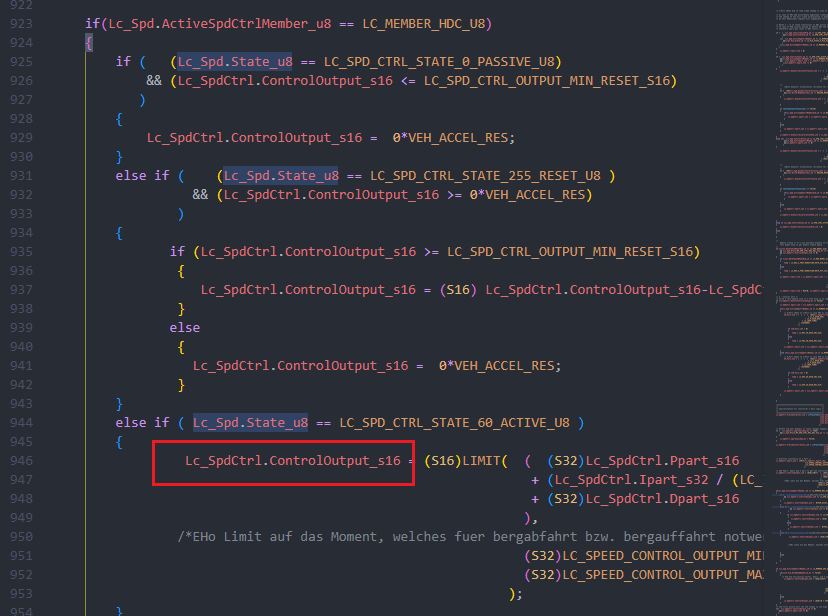 922
923 if(Lc_Spd.ActiveSpdCtrlMember_u8 == LC_MEMBER_HDC_U8)
924 {
925 if ( (Lc_Spd.State_u8 == LC_SPD_CTRL_STATE_0_PASSIVE_U8)
926 && (Lc_SpdCtrl.ControlOutput_s16 <= LC_SPD_CTRL_OUTPUT_MIN_RESET_S16)
927 )
928 {
929 Lc_SpdCtrl.ControlOutput_s16 = 0*VEH_ACCEL_RES;
930 }
931 else if ( (Lc_Spd.State_u8 == LC_SPD_CTRL_STATE_255_RESET_U8 )
932 && (Lc_SpdCtrl.ControlOutput_s16 >= 0*VEH_ACCEL_RES)
933 )
934 {
935 if (Lc_SpdCtrl.ControlOutput_s16 >= LC_SPD_CTRL_OUTPUT_MIN_RESET_S16)
936 {
937 Lc_SpdCtrl.ControlOutput_s16 = (S16) Lc_SpdCtrl.ControlOutput_s16-Lc_SpdC
938 }
939 else
940 {
941 Lc_SpdCtrl.ControlOutput_s16 = 0*VEH_ACCEL_RES;
942 }
943 }
944 else if ( Lc_Spd.State_u8 == LC_SPD_CTRL_STATE_60_ACTIVE_U8 )
945 {
946 Lc_SpdCtrl.ControlOutput_s16 = (S16)LIMIT( ( (S32)Lc_SpdCtrl.Ppart_s16
947 + (Lc_SpdCtrl.Ipart_s32 / (LC_
948 + (S32)Lc_SpdCtrl.Dpart_s16
949 ),
950 /*EHo Limit auf das Moment, welches fuer bergabfahrt bzw. bergauffahrt notwe
951 (S32)LC_SPEED_CONTROL_OUTPUT_MI
952 (S32)LC_SPEED_CONTROL_OUTPUT_MA
953 );
954 }